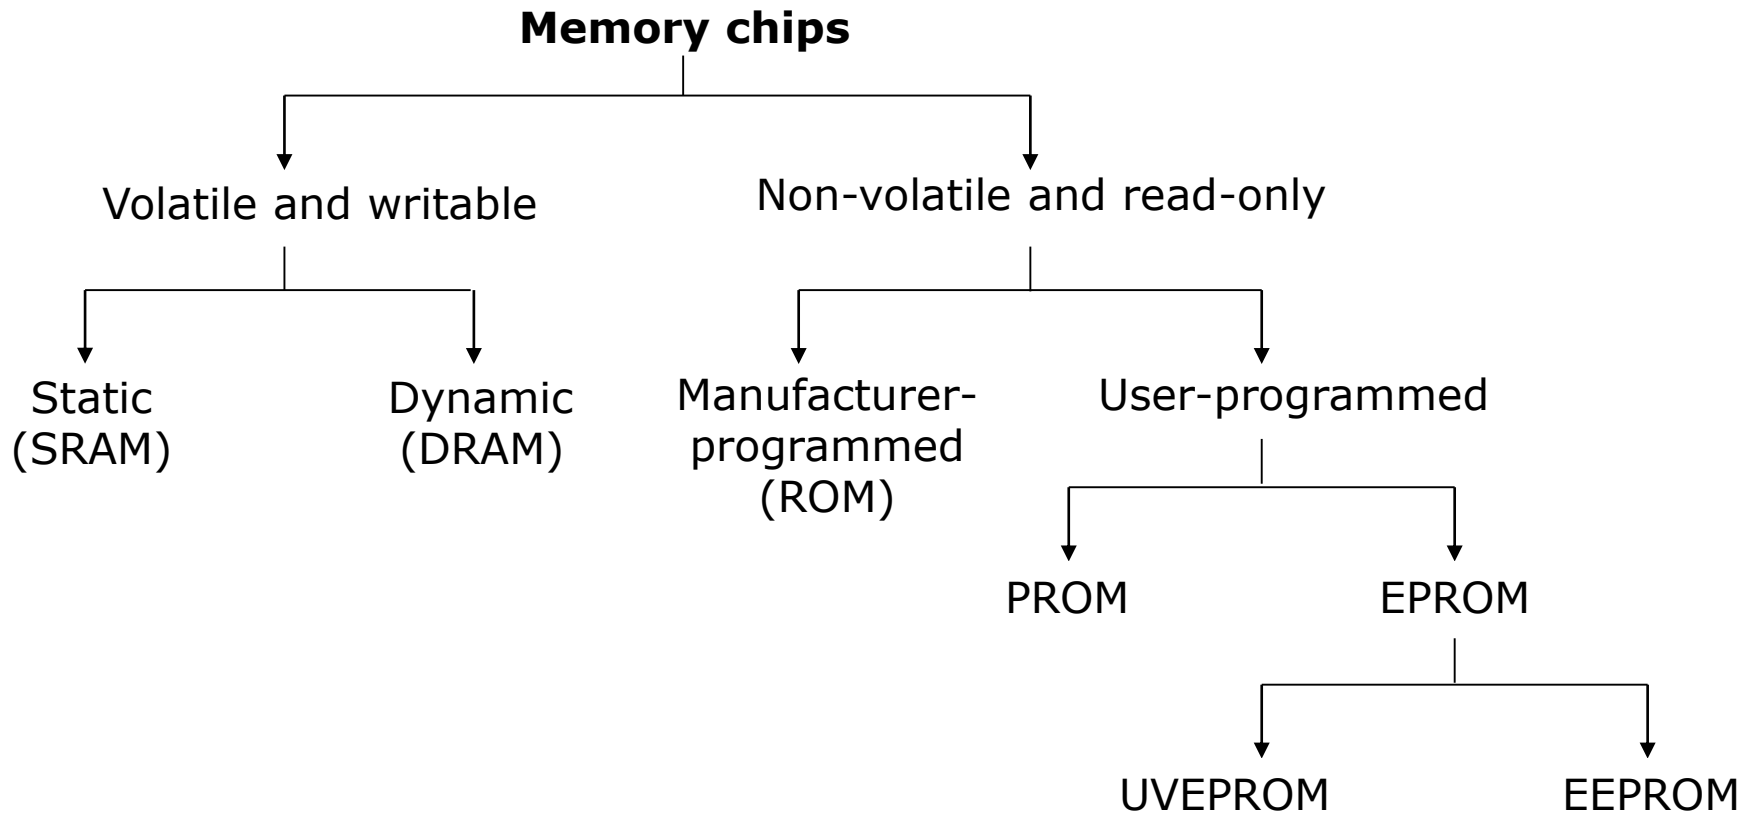 Memory chips
Volatile and writable
Non-volatile and read-only
Static
(SRAM)
Dynamic
(DRAM)
Manufacturer-
programmed
(ROM)
User-programmed
PROM
EPROM
UVEPROM
EEPROM